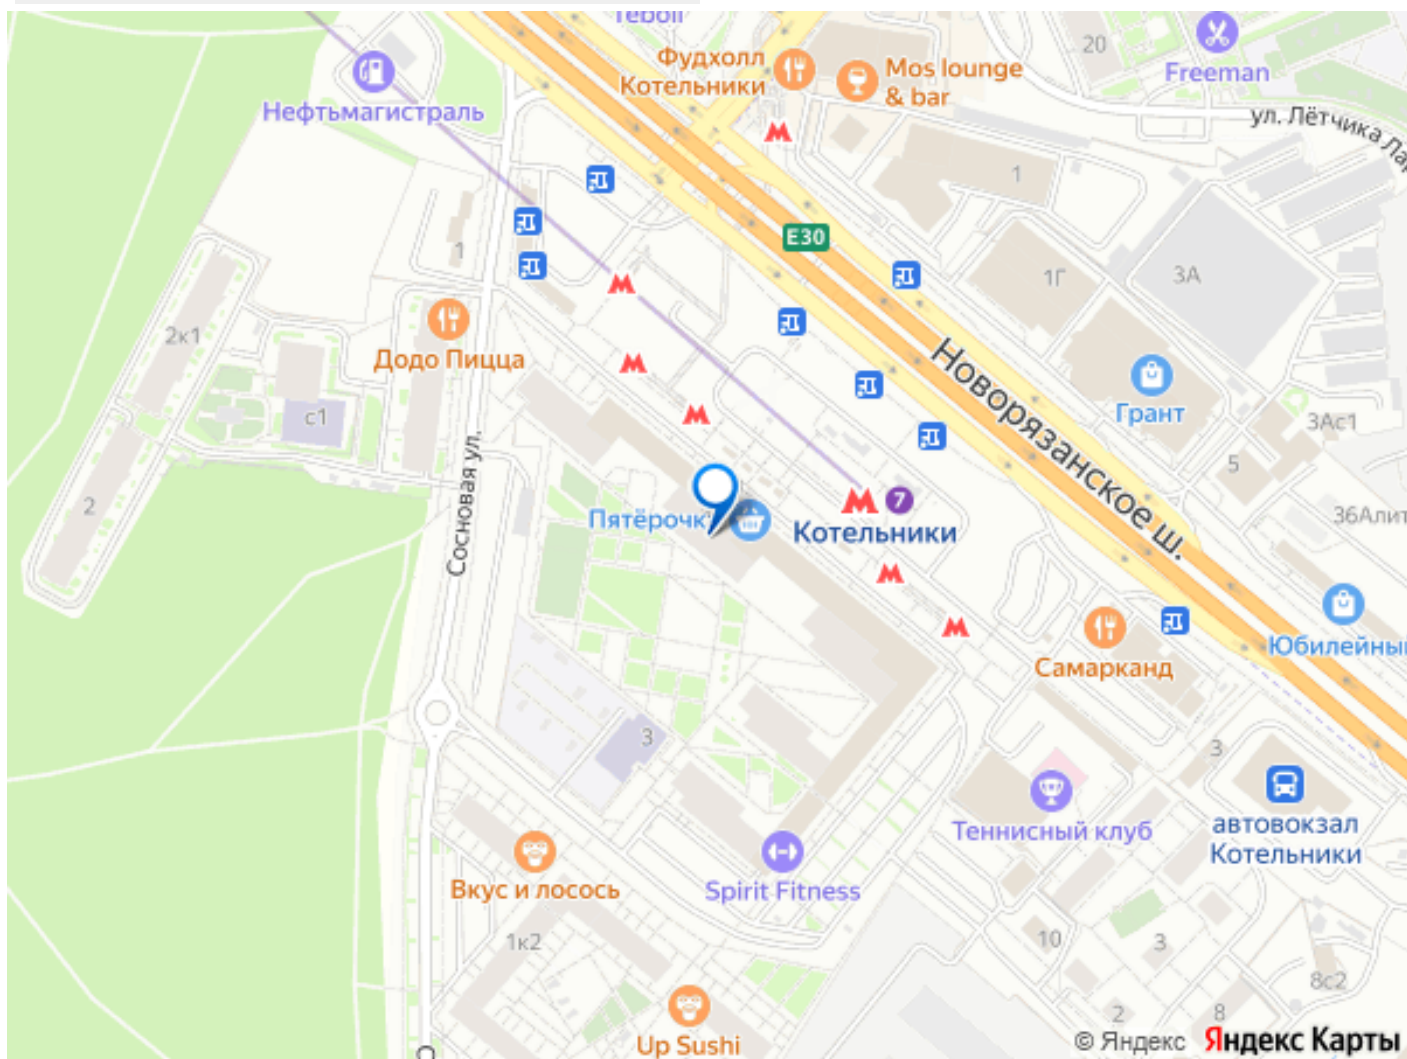 Нефтьмагистраль
Фудхолл
Котельники
Mos lounge
& bar
20
Freeman
ул. Лётчика
1
E30
1
1Г
3А
2к1
Додо Пицца
с1
Грант
3Ас1
5
2
Сосновая ул.
Новорязанское ш.
Пятёрочк
7
Котельники
36Алит
Самарканд
Юбилейный
3
3
Теннисный клуб
автовокзал
Котельники
Вкус и лосось
Spirit Fitness
1к2
10
3
8с2
2
8
Up Sushi
© Яндекс Яндекс Карты